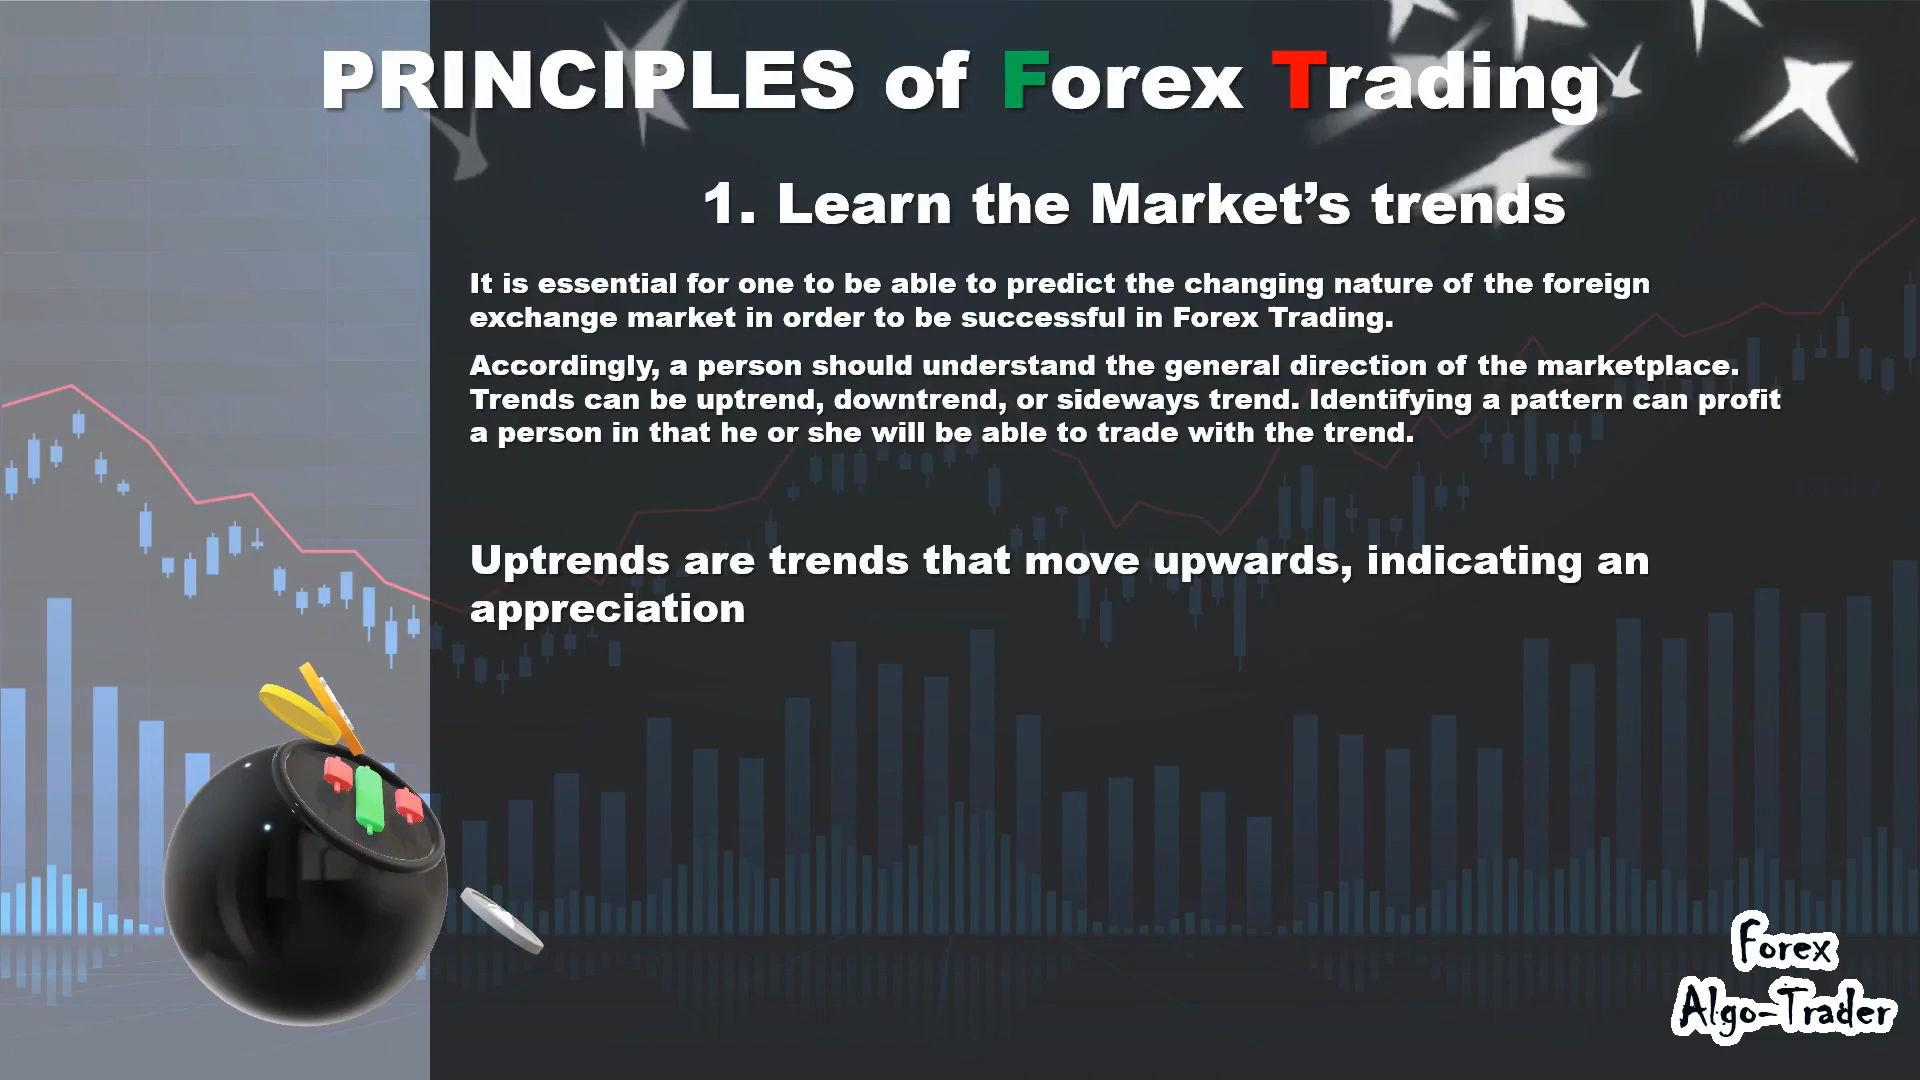 PRINCIPLES of Forex Trading
1. Learn the Market’s trends
It is essential for one to be able to predict the changing nature of the foreign
exchange market in order to be successful in Forex Trading.
Accordingly, a person should understand the general direction of the marketplace.
Trends can be uptrend, downtrend, or sideways trend. Identifying a pattern can profit
a person in that he or she will be able to trade with the trend.
Uptrends are trends that move upwards, indicating an
appreciation
Forex
Algo-Trader